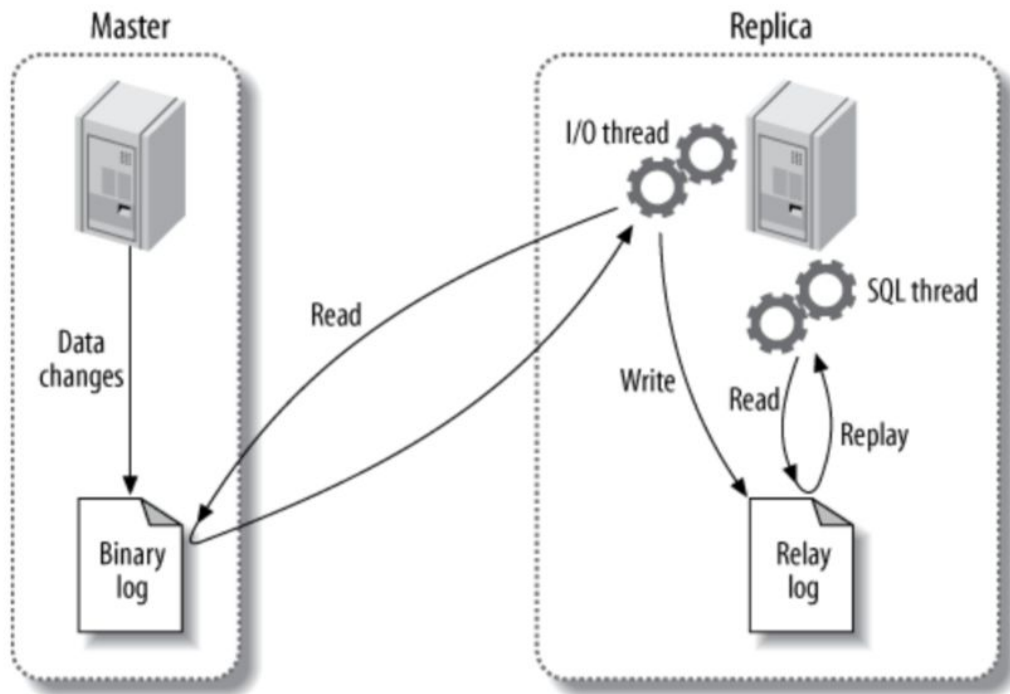 Master
Replica
I/O thread
SQL thread
Read
Data
changes
Write
Read
Replay
Binary
log
Relay
log